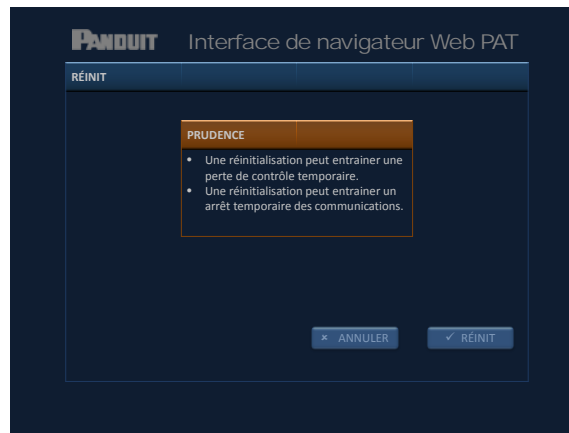 PANDUIT Interface de navigateur Web PAT
RÉINIT
PRUDENCE
• Une réinitialisation peut entrainer une
perte de contrôle temporaire.
• Une réinitialisation peut entrainer un
arrêt temporaire des communications.
× ANNULER ✓ RÉINIT